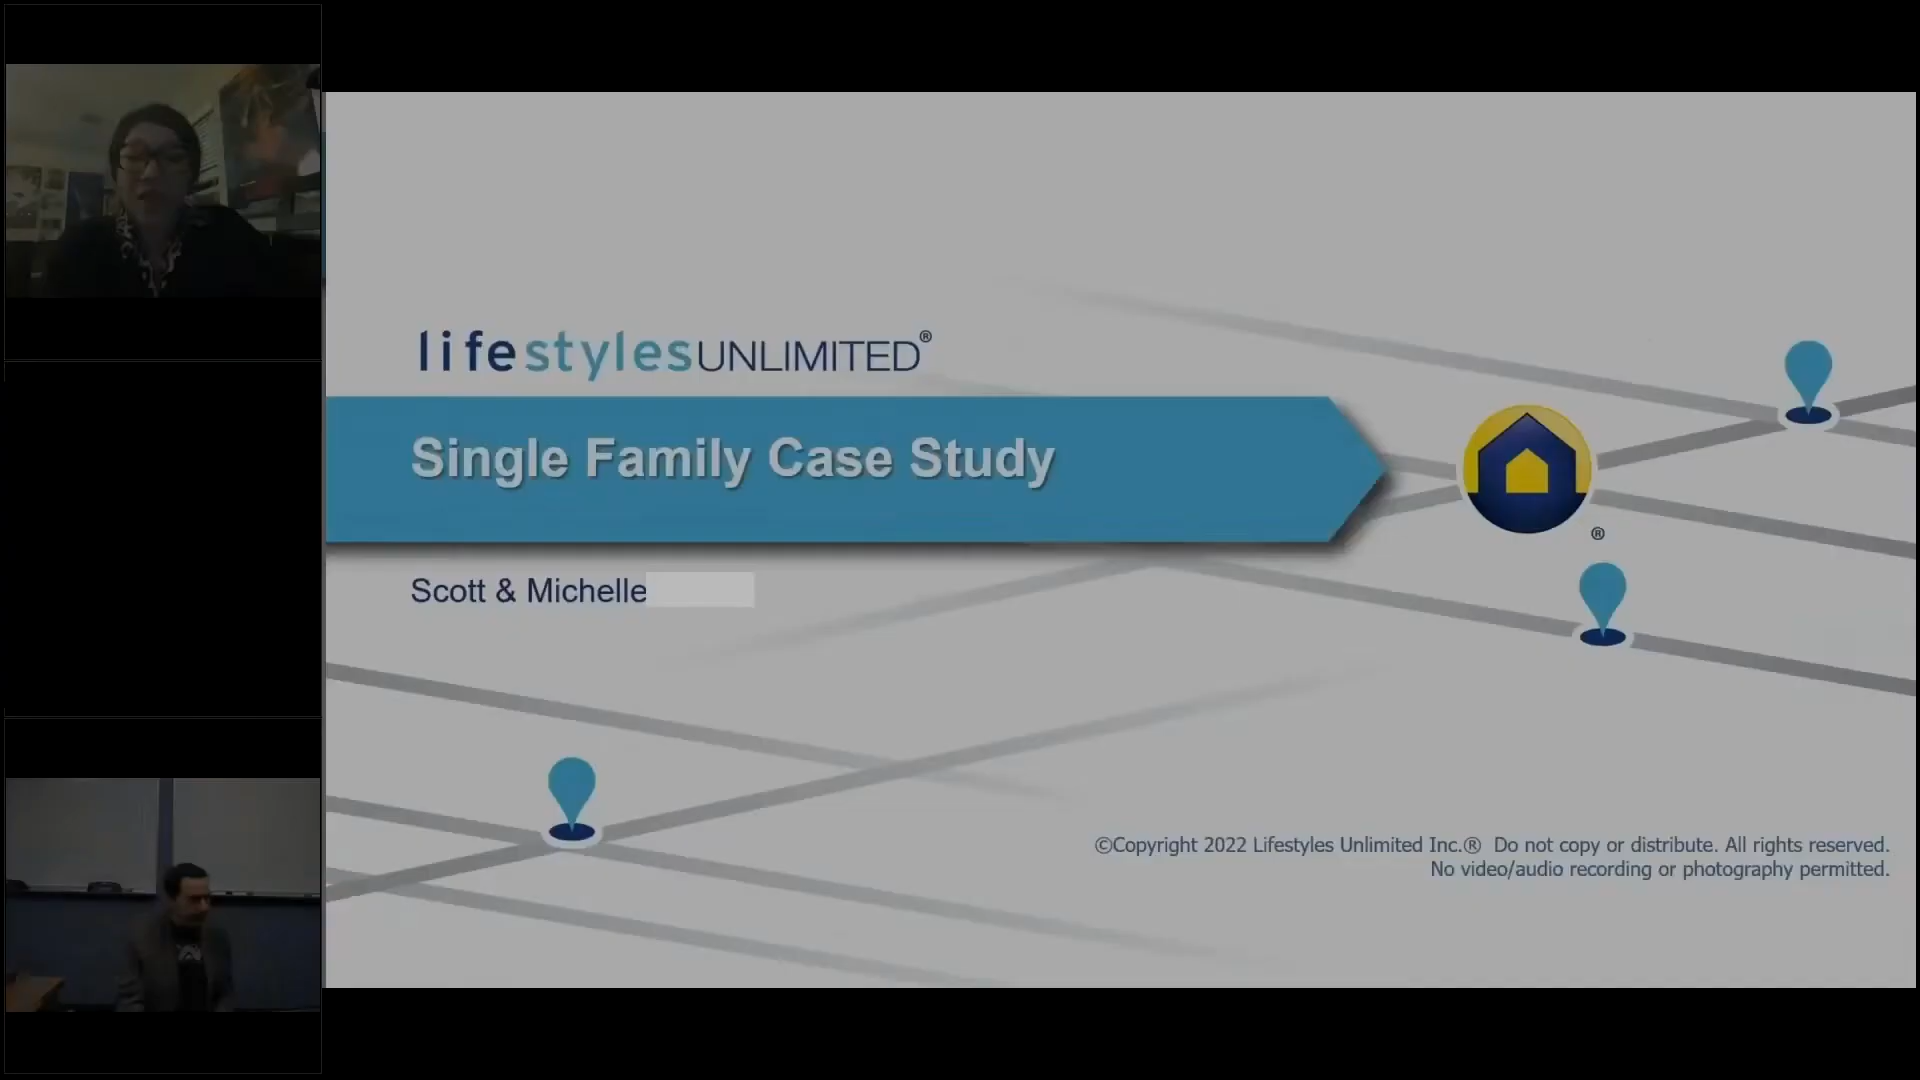 lifestylesUNLIMITED®
Single Family Case Study
®
Scott & Michelle
©Copyright 2022 Lifestyles Unlimited Inc.® Do not copy or distribute. All rights reserved.
No video/audio recording or photography permitted.